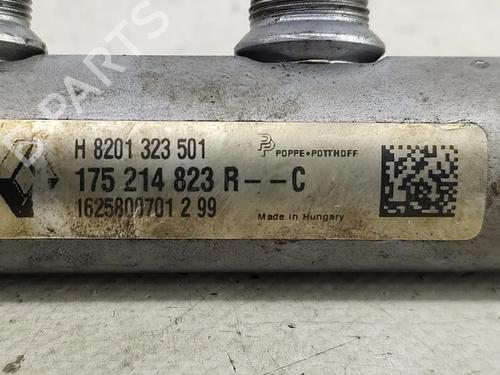 H 8201 323 501
POPPE+POTTHOFF
175 214 823 R--C
1625800701 2 99
Made in Hungary